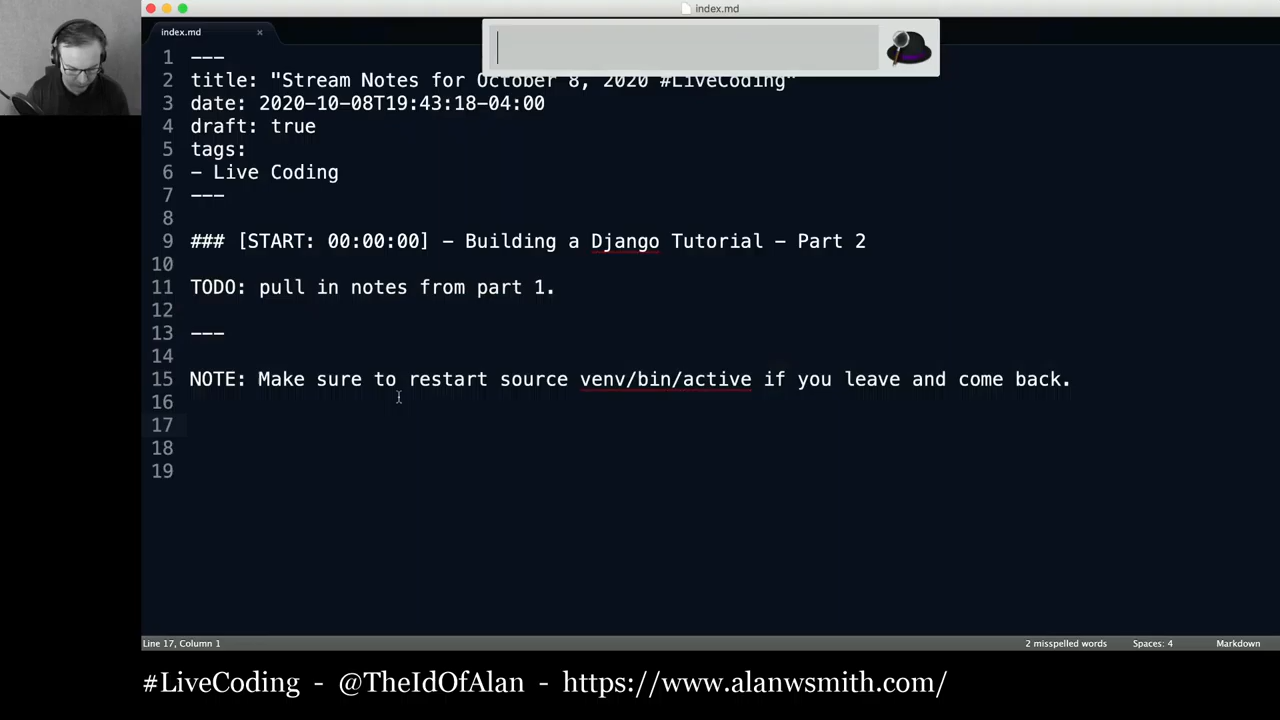 index.md
index.md
1 ---
2 title: "Stream Notes for October 8, 2020 #LiveCoding"
3 date: 2020-10-08T19:43:18-04:00
4 draft: true
5 tags:
6 - Live Coding
7 ---
8
9 ### [START: 00:00:00] - Building a Django Tutorial - Part 2
10
11 TODO: pull in notes from part 1.
12
13 ---
14
15 NOTE: Make sure to restart source venv/bin/active if you leave and come back.
16
17
18
19
Line 17, Column 1 2 misspelled words Spaces: 4 Markdown
#LiveCoding - @TheIdOfAlan - https://www.alanwsmith.com/